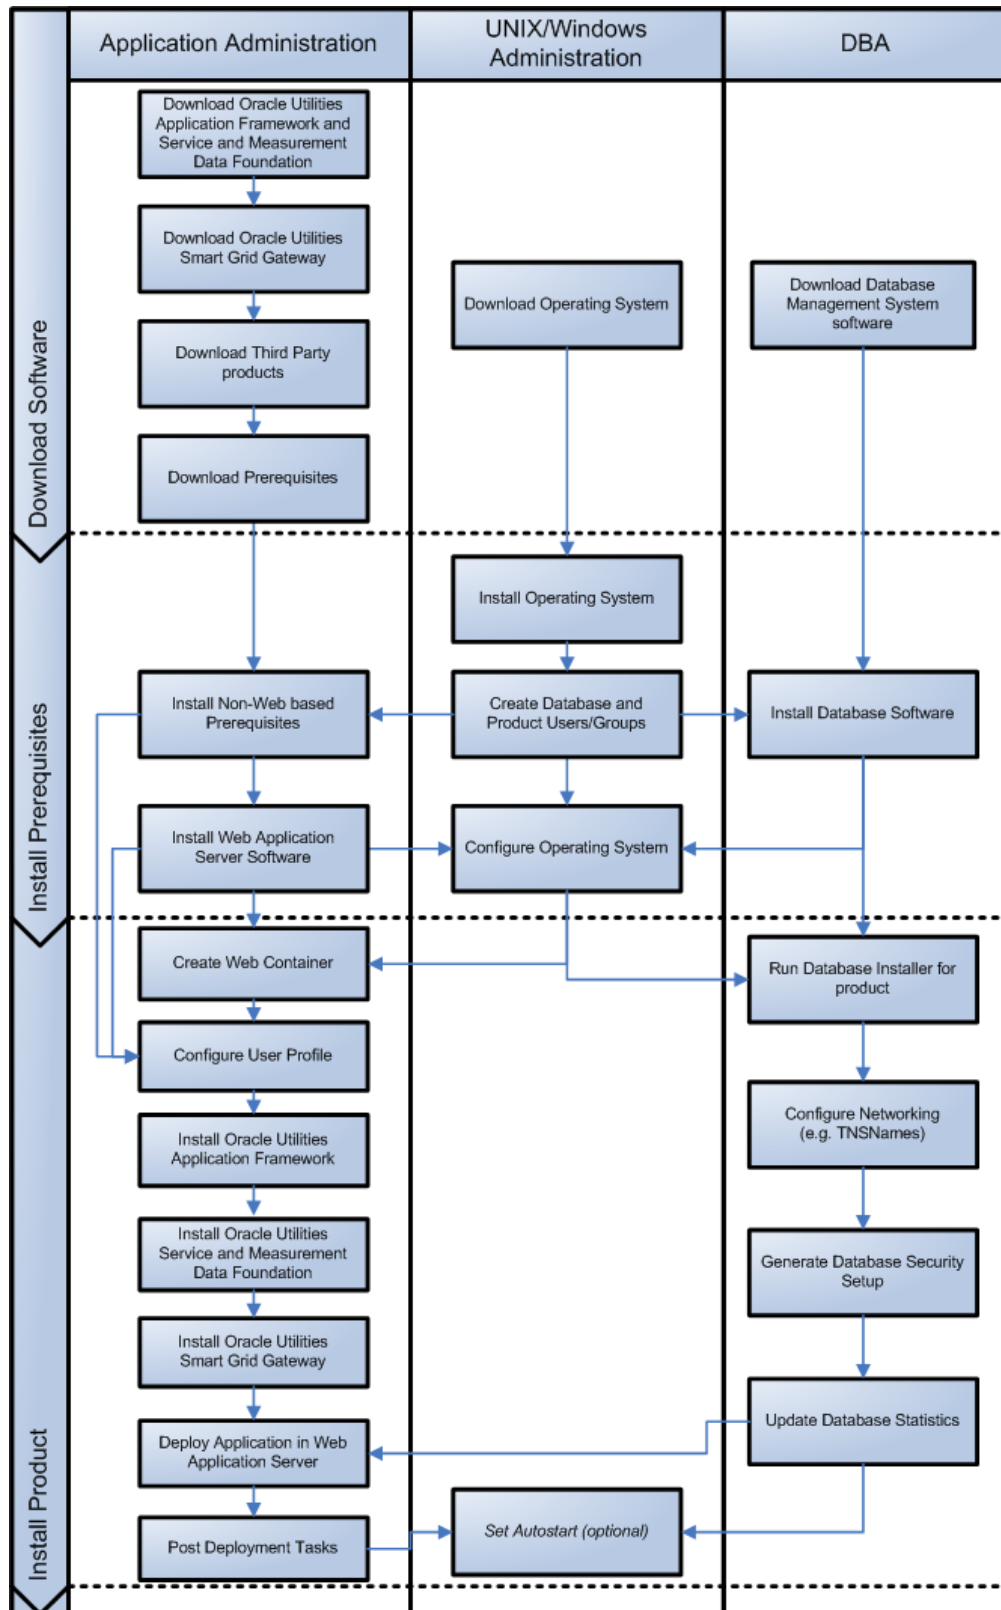 Application Administration
UNIX/Windows
Administration
DBA
Download Software
Download Oracle Utilities
Application Framework and
Service and Measurement
Data Foundation
Download Oracle Utilities
Smart Grid Gateway
Download Third Party
products
Download Prerequisites
Download Operating System
Download Database
Management System
software
Install Prerequisites
Install Operating System
Install Non-Web based
Prerequisites
Create Database and
Product Users/Groups
Install Database Software
Install Web Application
Server Software
Configure Operating System
Install Product
Create Web Container
Run Database Installer for
product
Configure User Profile
Configure Networking
(e.g. TNSNames)
Install Oracle Utilities
Application Framework
Install Oracle Utilities
Service and Measurement
Data Foundation
Generate Database Security
Setup
Install Oracle Utilities
Smart Grid Gateway
Update Database Statistics
Deploy Application in Web
Application Server
Set Autostart (optional)
Post Deployment Tasks